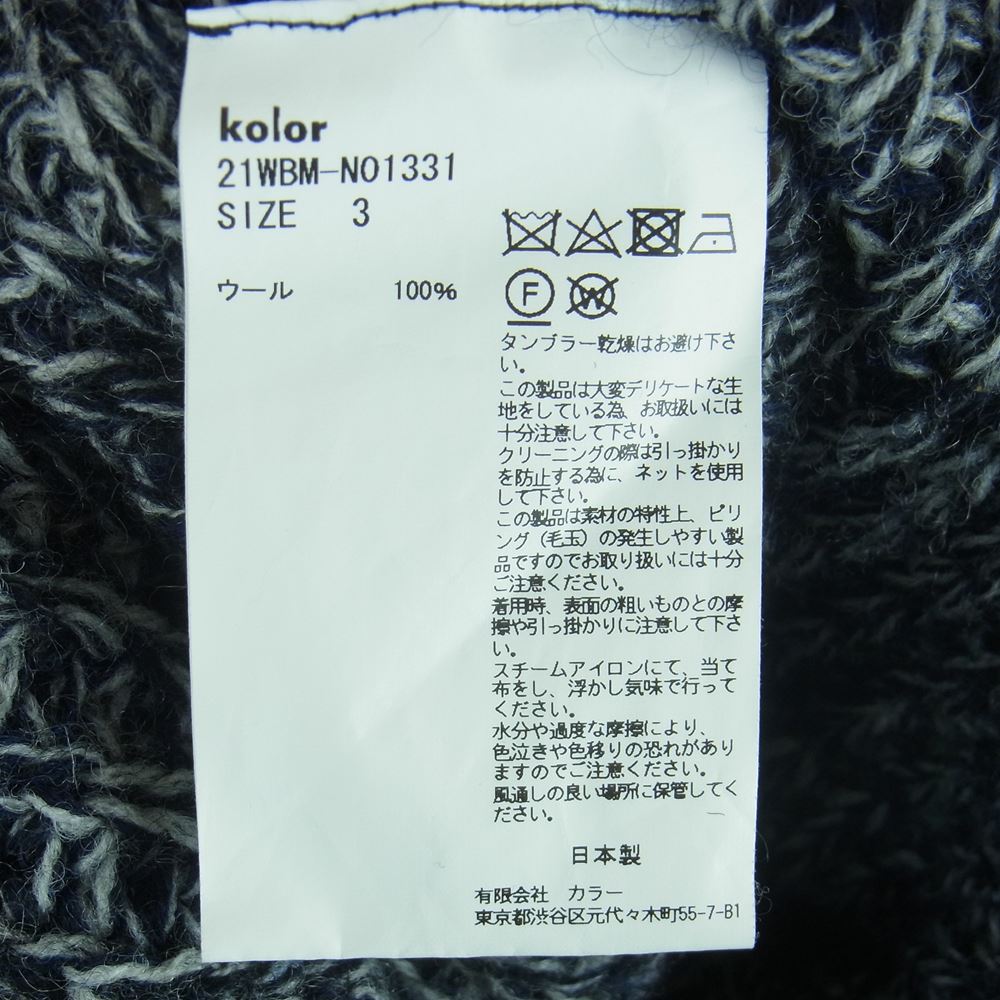 kolor
21WBM-N01331
SIZE 3
ウール 100%
F
W
タンブラー乾燥はお避け下さ
い。
この製品は大変デリケートな生
地をしている為、お取扱いには
十分注意して下さい。
クリーニングの際は引っ掛かり
を防止する為に、ネットを使用
して下さい。
この製品は素材の特性上、ピリ
ング（毛玉）の発生しやすい製
品ですのでお取り扱いには十分
ご注意ください。
着用時、表面の粗いものとの摩
擦や引っ掛かりに注意して下さ
い。
スチームアイロンにて、当て
布をし、浮かし気味で行って
ください。
水分や過度な摩擦により、
色泣きや色移りの恐れがあり
ますのでご注意ください。
風通しの良い場所に保管してく
ださい。
日本製
有限会社 カラー
東京都渋谷区元代々木町55-7-B1